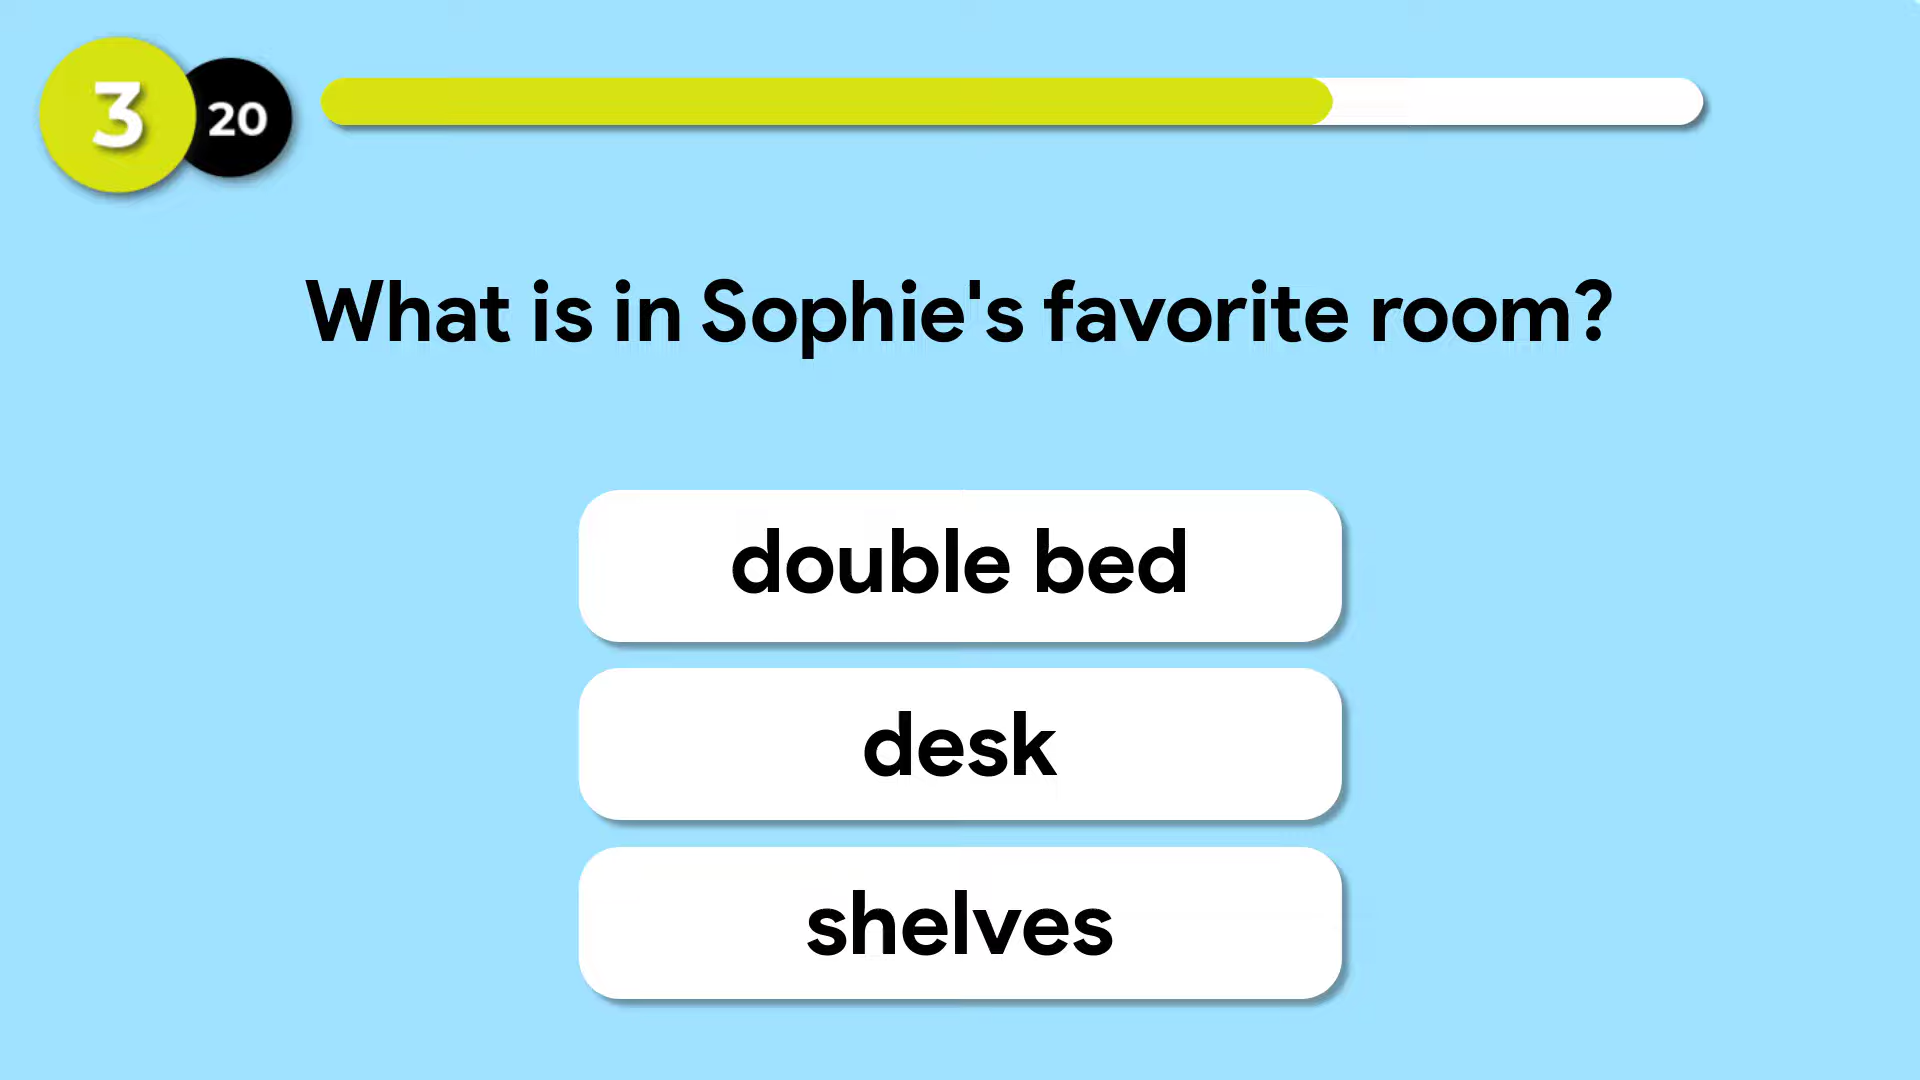 3
20
What is in Sophie's favorite room?
double bed
desk
shelves